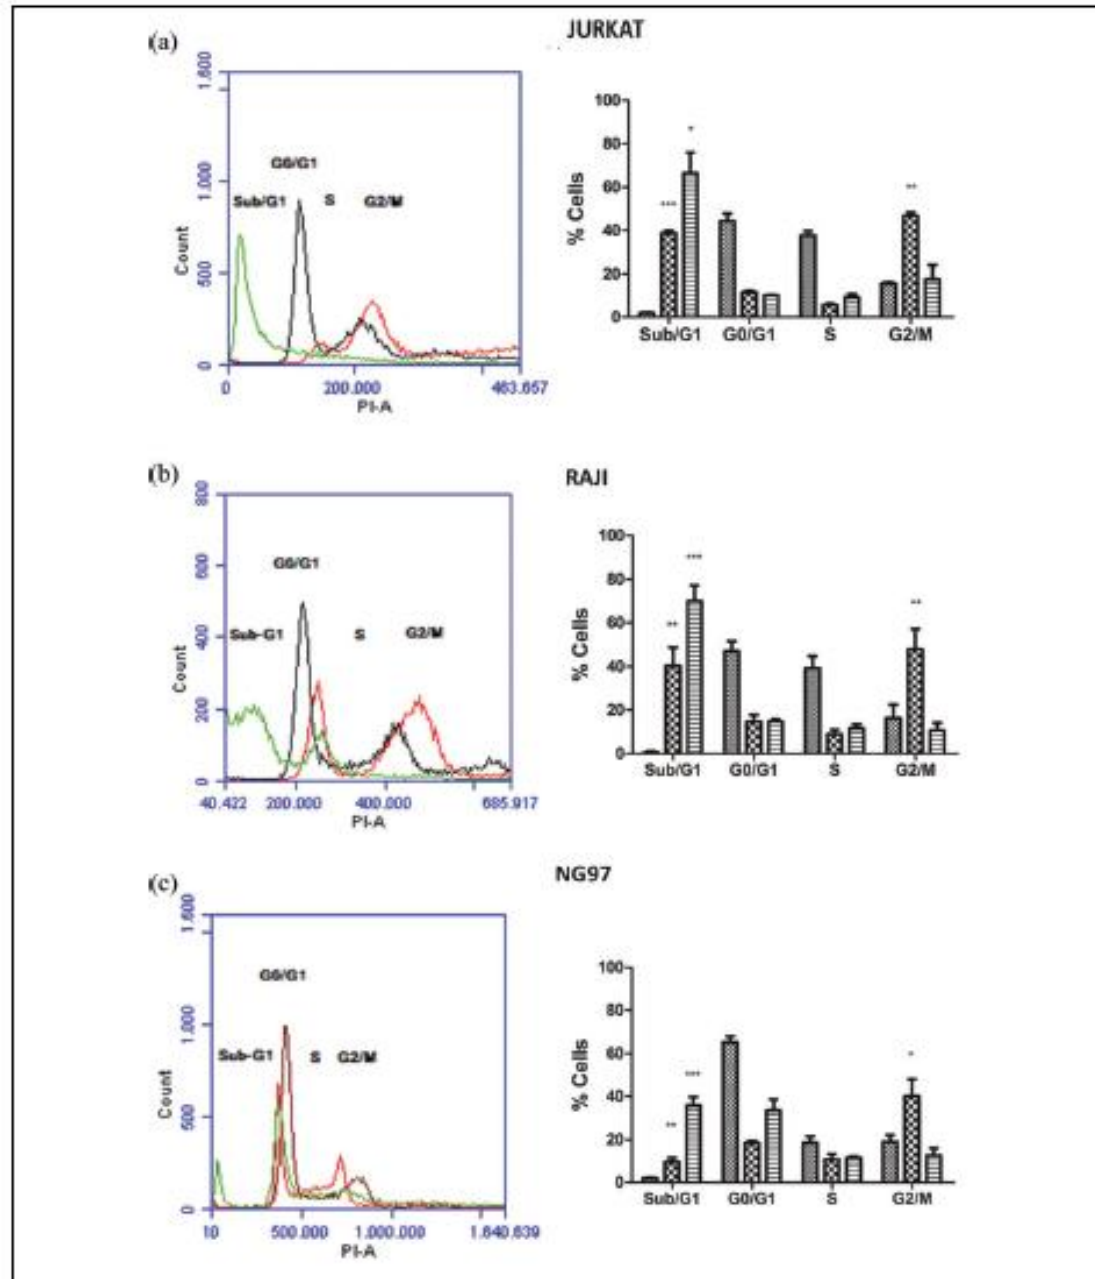 (a)
JURKAT
1.600
1.000
500
0
Count
Sub/G1
G0/G1
S
G2/M
0
200.000
463.657
PI-A
100
80
60
40
20
0
% Cells
***
*
**
Sub/G1
G0/G1
S
G2/M
(b)
RAJI
800
600
400
200
0
Count
Sub-G1
G0/G1
S
G2/M
40.422
200.000
400.000
685.917
PI-A
100
80
60
40
20
0
% Cells
**
***
**
Sub/G1
G0/G1
S
G2/M
(c)
NG97
1.600
1.000
500
0
Count
Sub-G1
G0/G1
S
G2/M
10
500.000
1.000.000
1.640.639
PI-A
100
80
60
40
20
0
% Cells
**
***
*
Sub/G1
G0/G1
S
G2/M